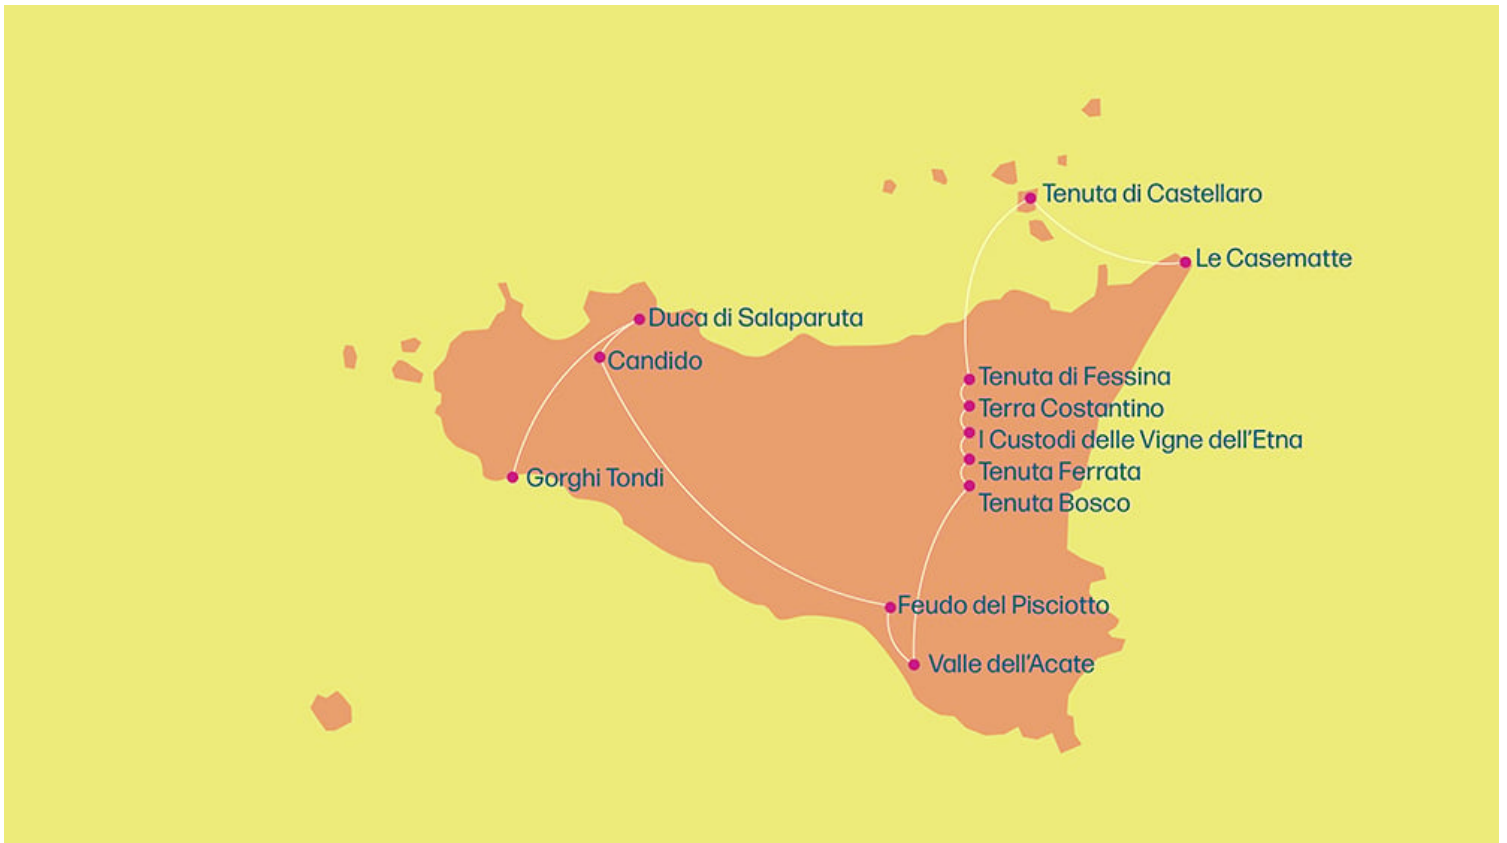 Tenuta di Castellaro
Le Casematte
Duca di Salaparuta
Candido
Tenuta di Fessina
Terra Costantino
I Custodi delle Vigne dell'Etna
Tenuta Ferrata
Gorghi Tondi
Tenuta Bosco
Feudo del Pisciotto
Valle dell'Acate